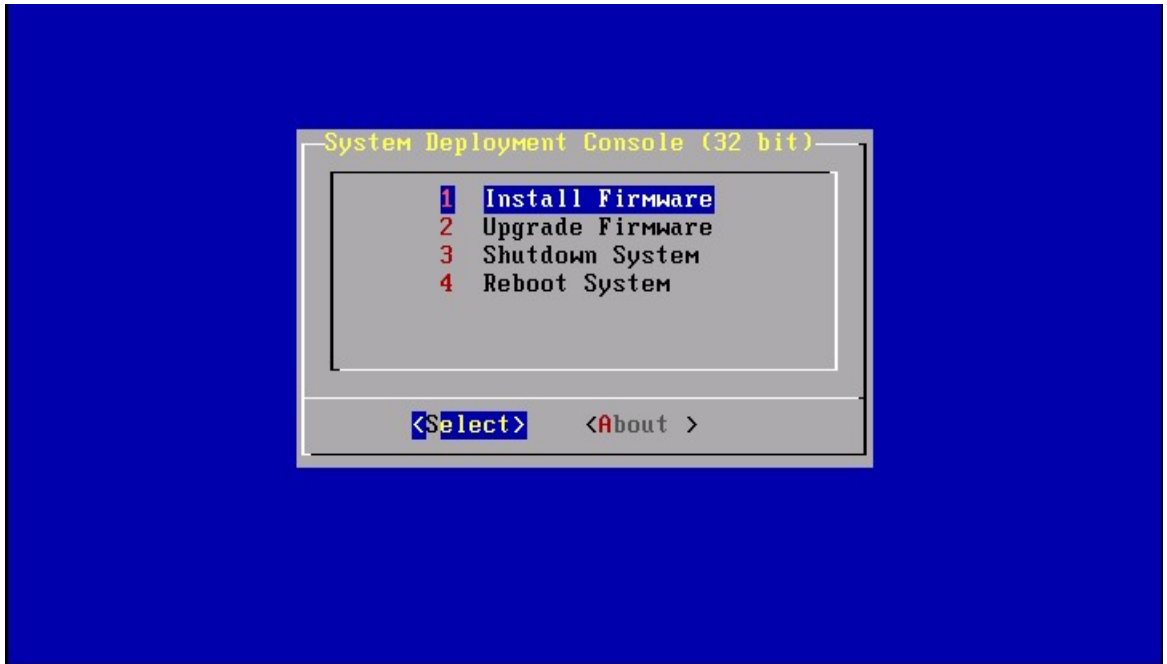 System Deployment Console (32 bit)
1 Install Firmware
2 Upgrade Firmware
3 Shutdown System
4 Reboot System
<Select> <About >